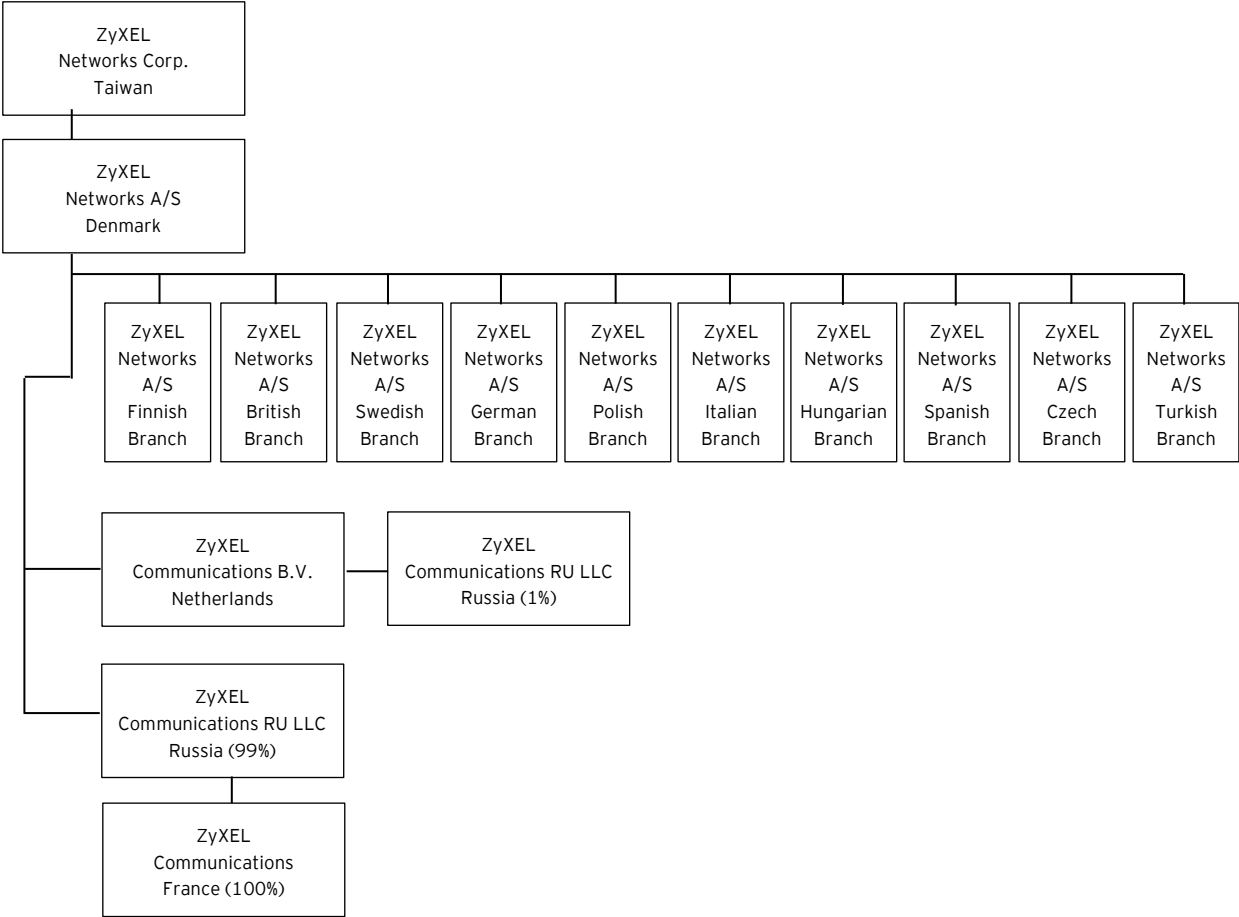 ZyXEL
Networks Corp.
Taiwan
ZyXEL
Networks A/S
Denmark
ZyXEL
Networks
A/S
Finnish
Branch
ZyXEL
Networks
A/S
British
Branch
ZyXEL
Networks
A/S
Swedish
Branch
ZyXEL
Networks
A/S
German
Branch
ZyXEL
Networks
A/S
Polish
Branch
ZyXEL
Networks
A/S
Italian
Branch
ZyXEL
Networks
A/S
Hungarian
Branch
ZyXEL
Networks
A/S
Spanish
Branch
ZyXEL
Networks
A/S
Czech
Branch
ZyXEL
Networks
A/S
Turkish
Branch
ZyXEL
Communications B.V.
Netherlands
ZyXEL
Communications RU LLC
Russia (1%)
ZyXEL
Communications RU LLC
Russia (99%)
ZyXEL
Communications
France (100%)